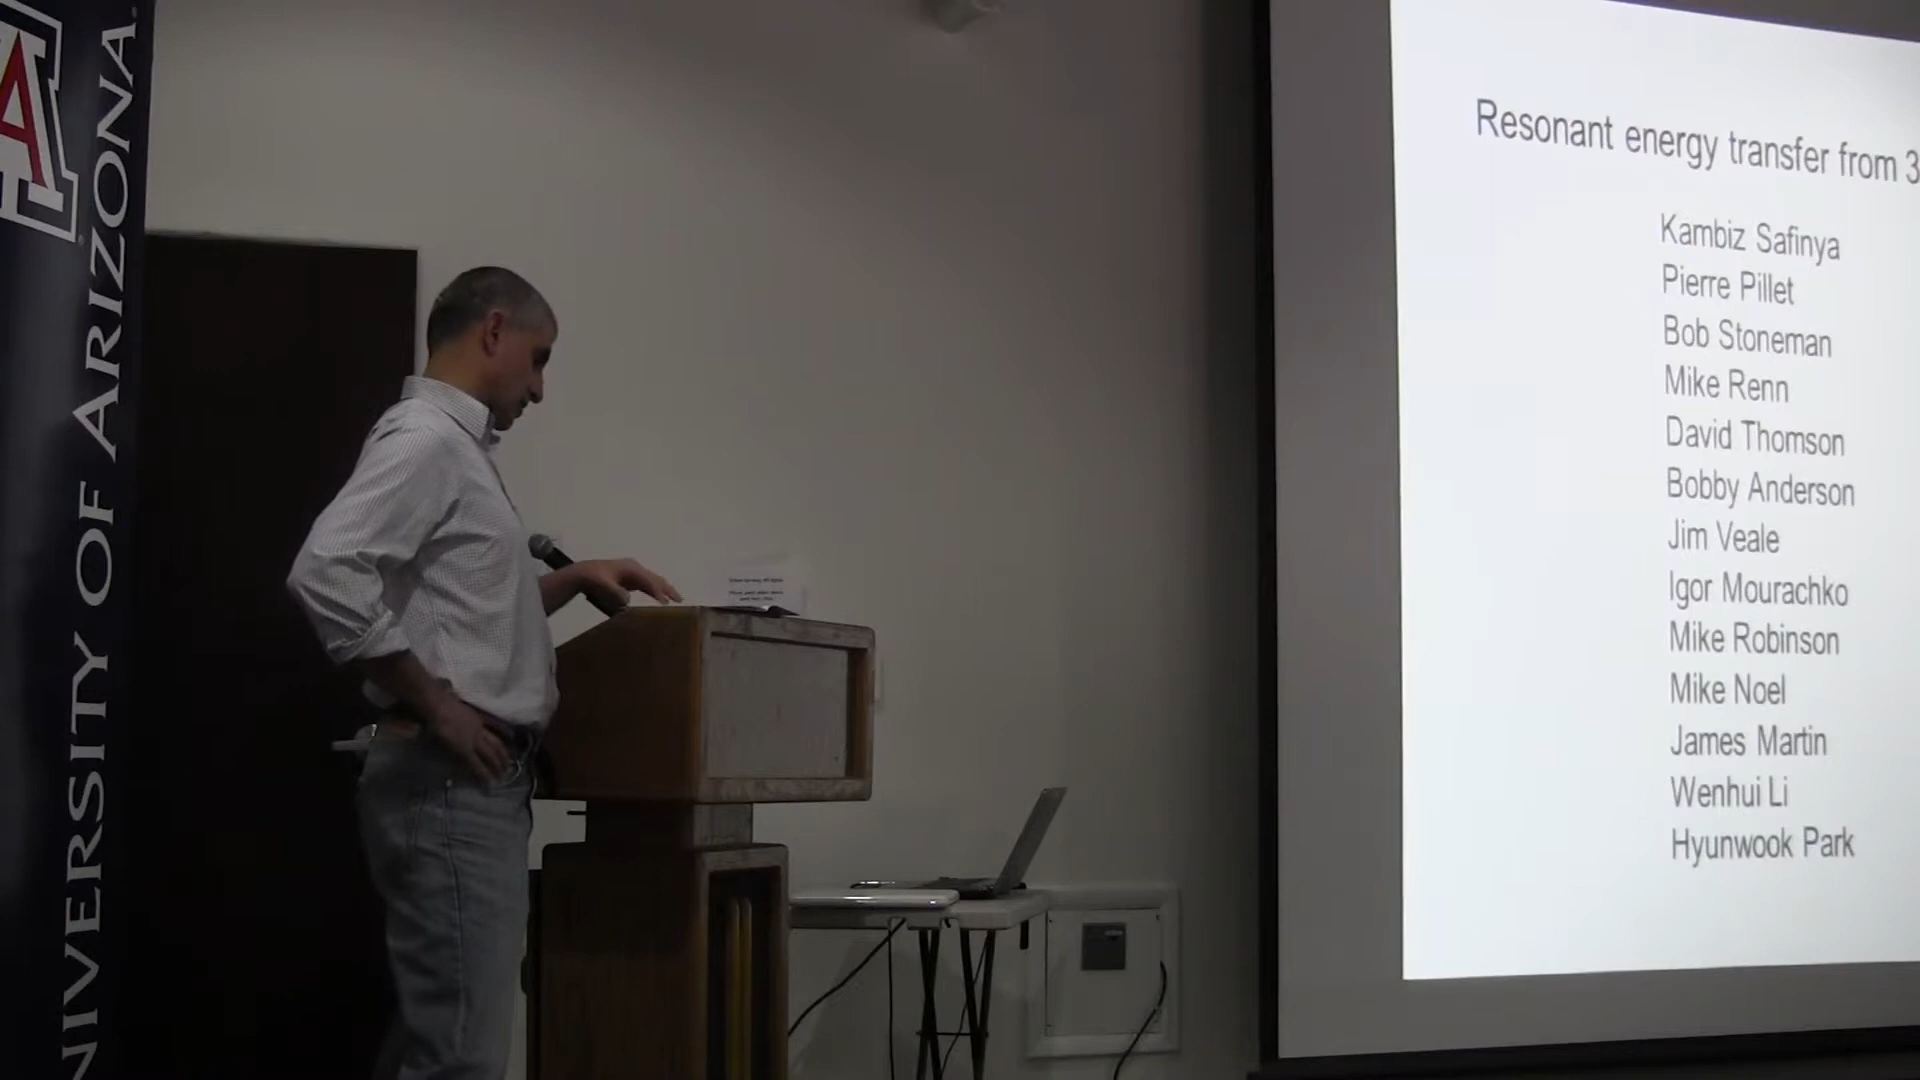 A
UNIVERSITY OF ARIZONA
Resonant energy transfer from 3
Kambiz Safinya
Pierre Pillet
Bob Stoneman
Mike Renn
David Thomson
Bobby Anderson
Jim Veale
Igor Mourachko
Mike Robinson
Mike Noel
James Martin
Wenhui Li
Hyunwook Park